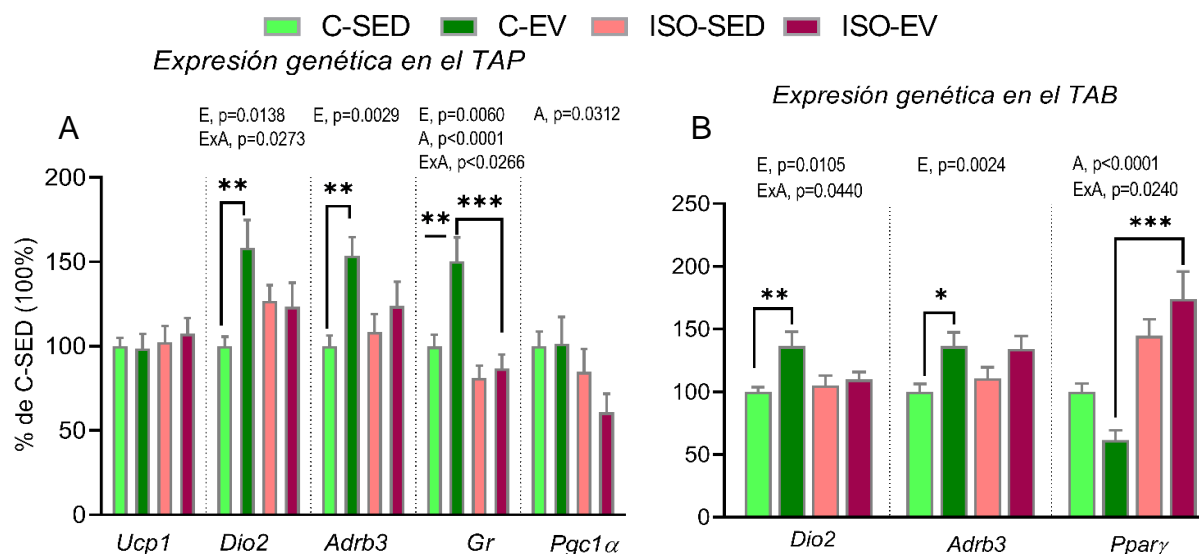 C-SED C-EV ISO-SED ISO-EV
Expresión genética en el TAP
A
E, p=0.0138
ExA, p=0.0273
E, p=0.0029
E, p=0.0060
A, p<0.0001
ExA, p<0.0266
A, p=0.0312
% de C-SED (100%)
200
150
100
50
0
**
**
**
***
Ucp1 Dio2 Adrb3 Gr Pgc1α
Expresión genética en el TAB
B
E, p=0.0105
ExA, p=0.0440
E, p=0.0024
A, p<0.0001
ExA, p=0.0240
250
200
150
100
50
0
**
*
***
Dio2 Adrb3 Pparγ